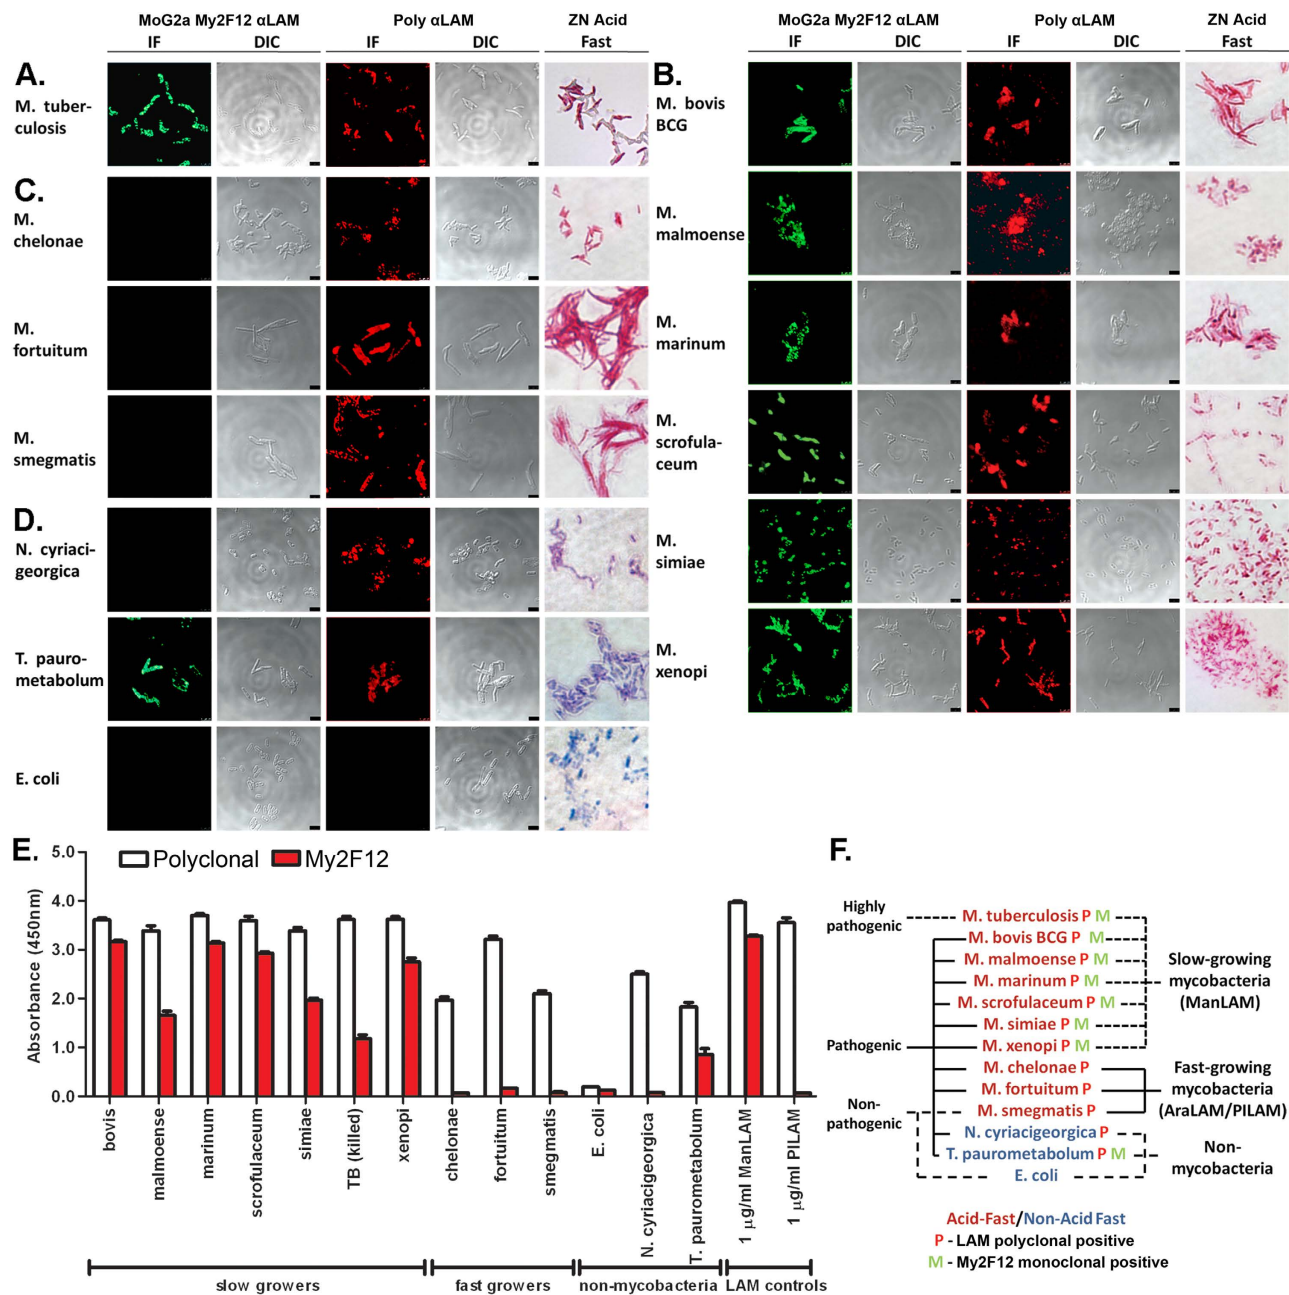 MoG2a My2F12 αLAM Poly αLAM ZN Acid
IF DIC IF DIC Fast
A.
M. tuber-
culosis
C.
M.
chelonae
M.
fortuitum
M.
smegmatis
D.
N. cyriaci-
georgica
T. pauro-
metabolum
E. coli
MoG2a My2F12 αLAM Poly αLAM ZN Acid
IF DIC IF DIC Fast
B.
M. bovis
BCG
M.
malmoense
M.
marinum
M.
scrofula-
ceum
M.
simiae
M.
xenopi
E.
Polyclonal My2F12
Absorbance (450nm)
5.0
4.0
3.0
2.0
1.0
0.0
bovis
malmoense
marinum
scrofulaceum
simiae
TB (killed)
xenopi
chelonae
fortuitum
smegmatis
E. coli
N. cyriacigeorgica
T. paurometabolum
1 μg/ml ManLAM
1 μg/ml PILAM
slow growers fast growers non-mycobacteria LAM controls
F.
Highly
pathogenic
Pathogenic
Non-
pathogenic
M. tuberculosis P M
M. bovis BCG P M
M. malmoense P M
M. marinum P M
M. scrofulaceum P M
M. simiae P M
M. xenopi P M
M. chelonae P
M. fortuitum P
M. smegmatis P
N. cyriacigeorgica P
T. paurometabolum P M
E. coli
Slow-growing
mycobacteria
(ManLAM)
Fast-growing
mycobacteria
(AraLAM/PILAM)
Non-
mycobacteria
Acid-Fast/Non-Acid Fast
P - LAM polyclonal positive
M - My2F12 monoclonal positive